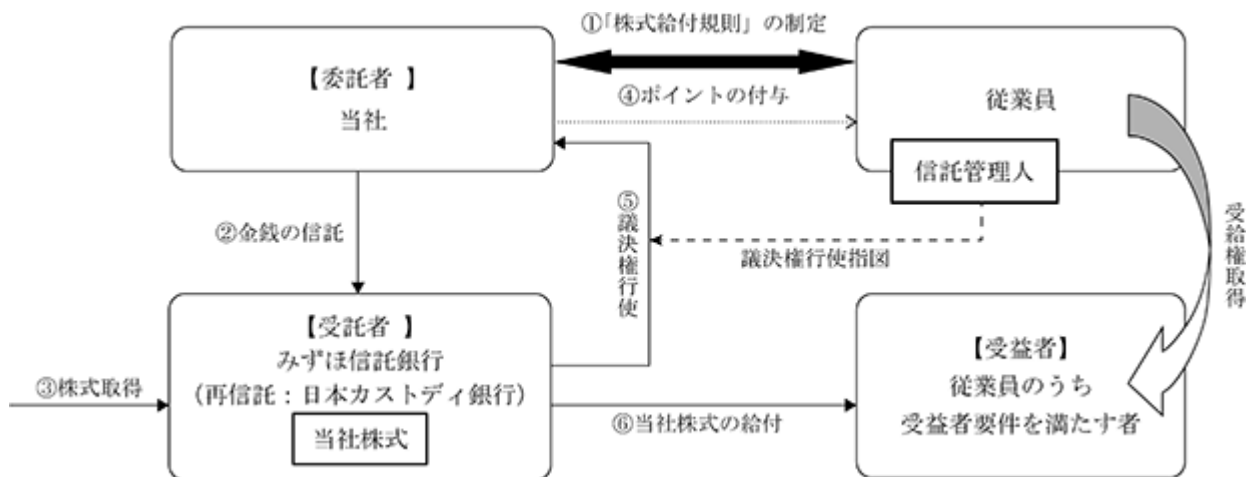 ①「株式給付規則」の制定
【委託者 】
当社
④ポイントの付与
従業員
信託管理人
②金銭の信託
⑤議決権行使
議決権行使指図
受給権取得
【受託者 】
みずほ信託銀行
（再信託：日本カストディ銀行）
当社株式
③株式取得
⑥当社株式の給付
【受益者】
従業員のうち
受益者要件を満たす者